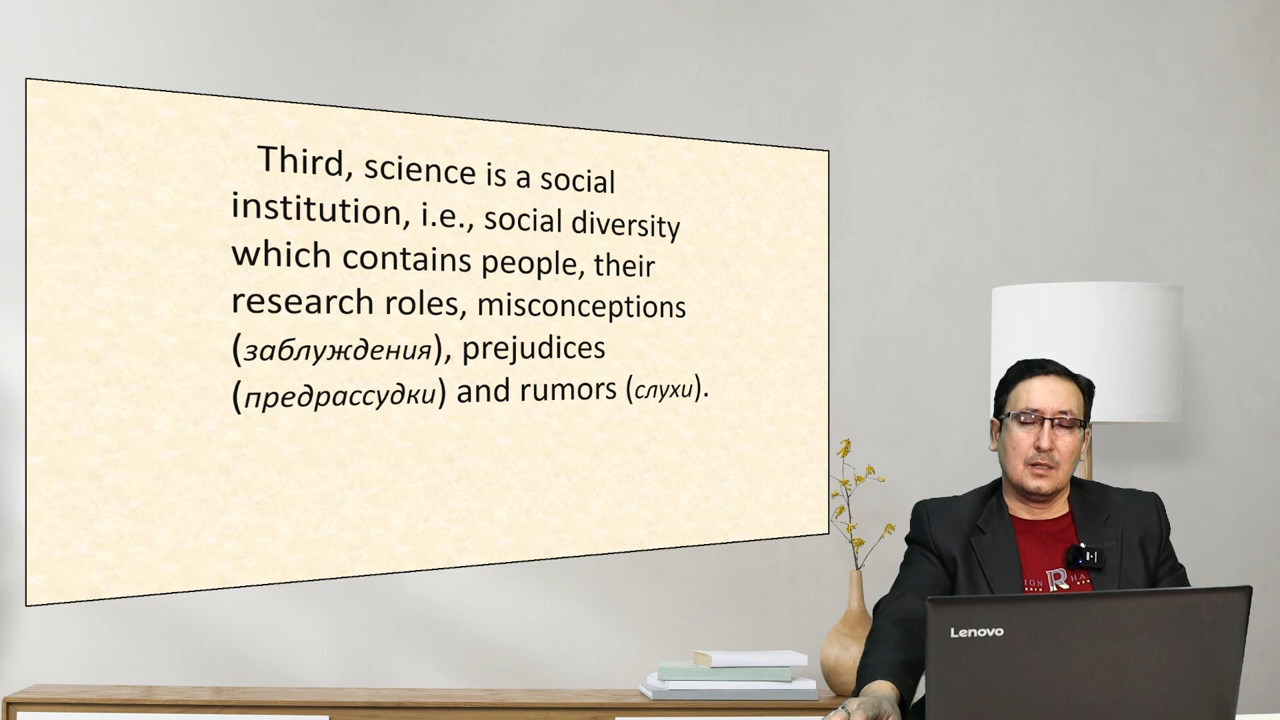 Third, science is a social
institution, i.e., social diversity
which contains people, their
research roles, misconceptions
(заблуждения), prejudices
(предрассудки) and rumors (слухи).
Lenovo